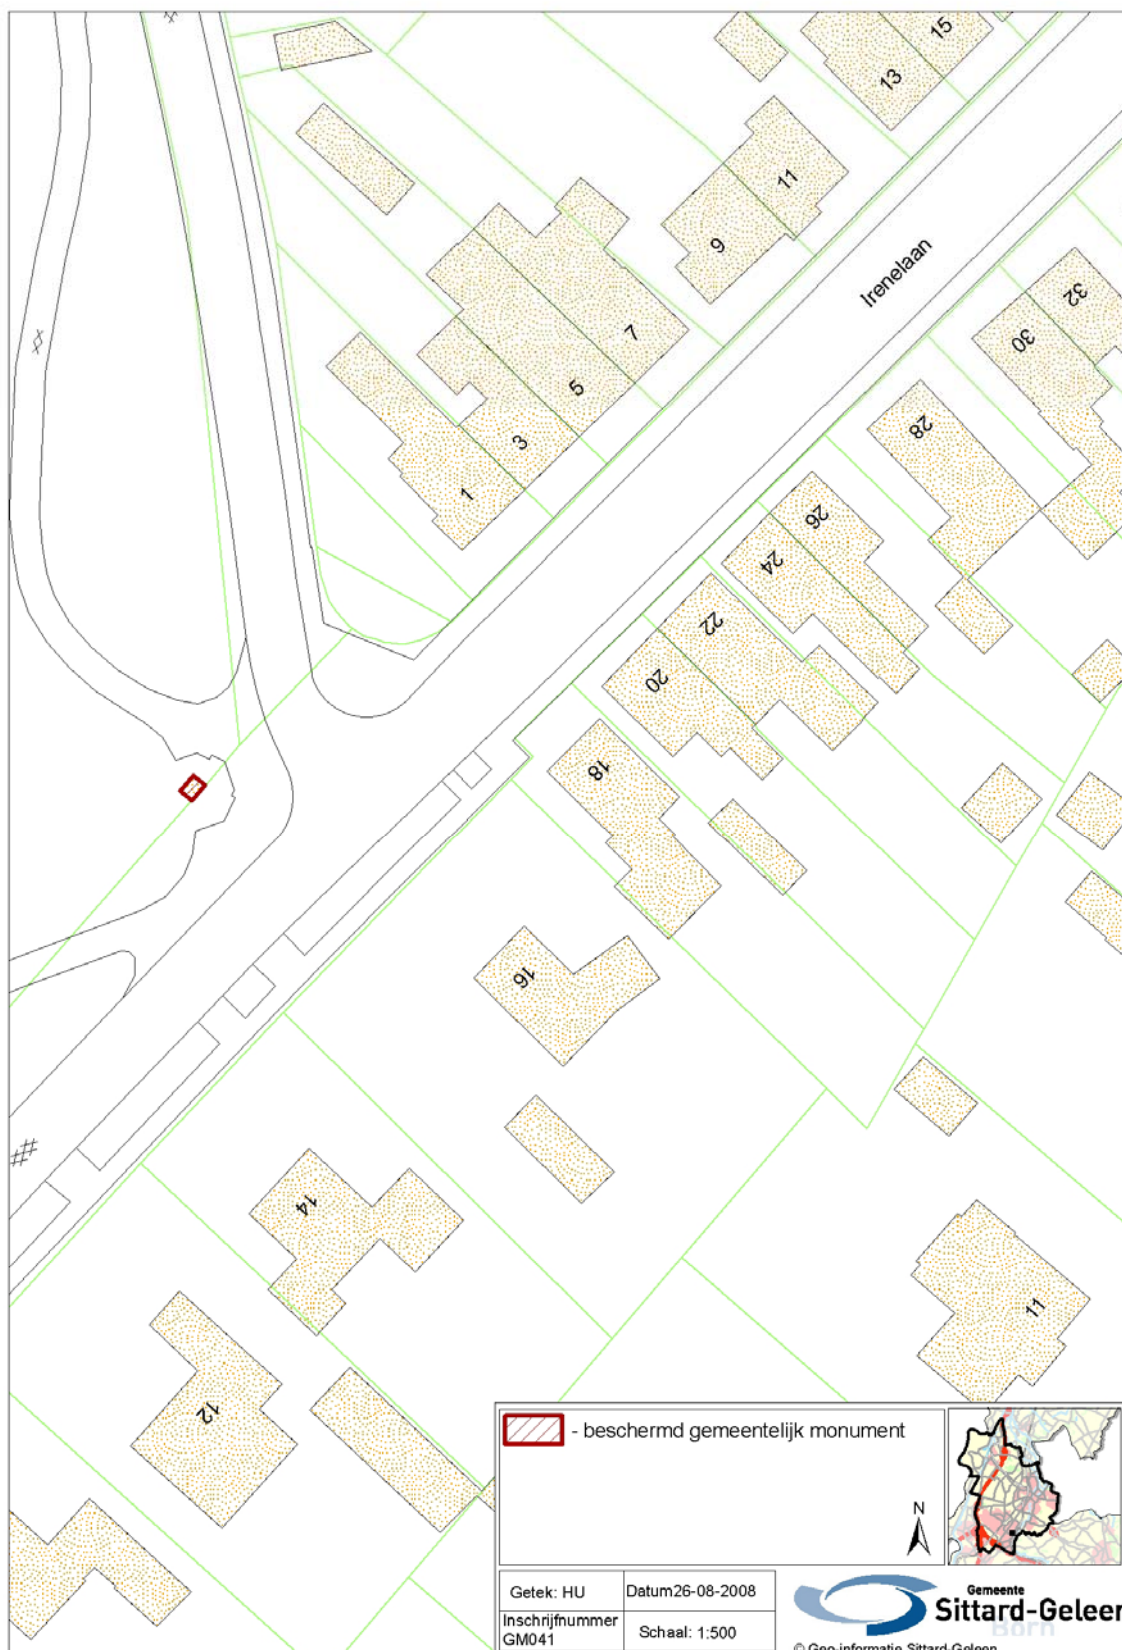 15
13
11
9
Irenelaan
7
5
3
1
32
30
28
26
24
22
20
18
16
14
12
11
- beschermd gemeentelijk monument
N
Getek: HU
Datum26-08-2008
Inschrijfnummer
GM041
Schaal: 1:500
Gemeente
Sittard-Geleen
Born
© Geo-informatie Sittard-Geleen